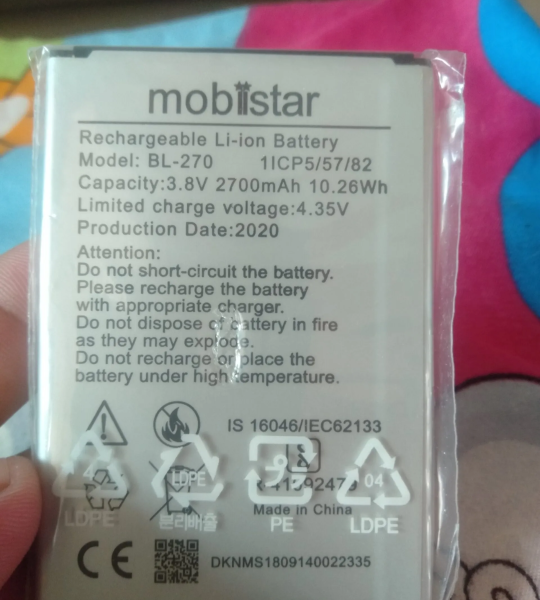 mobiistar
Rechargeable Li-ion Battery
Model: BL-270 1ICP5/57/82
Capacity:3.8V 2700mAh 10.26Wh
Limited charge voltage:4.35V
Production Date:2020
Attention:
Do not short-circuit the battery.
Please recharge the battery
with appropriate charger.
Do not dispose of battery in fire
as they may explode.
Do not recharge or place the
battery under high temperature.
IS 16046/IEC62133
LDPE 04
Made in China
LDPE 분리배출 PE LDPE
CE DKNMS1809140022335